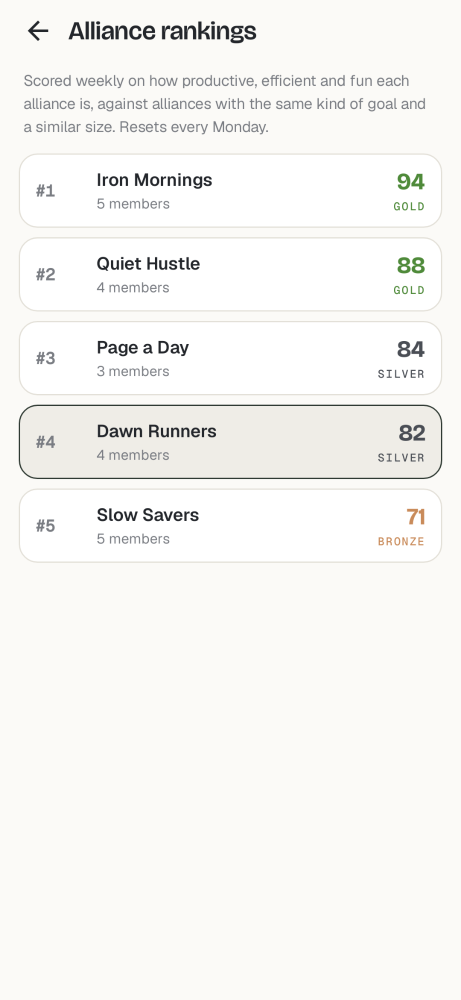 Alliance rankings
Scored weekly on how productive, efficient and fun each
alliance is, against alliances with the same kind of goal and
a similar size. Resets every Monday.
#1
Iron Mornings
5 members
94
GOLD
#2
Quiet Hustle
4 members
88
GOLD
#3
Page a Day
3 members
84
SILVER
#4
Dawn Runners
4 members
82
SILVER
#5
Slow Savers
5 members
71
BRONZE